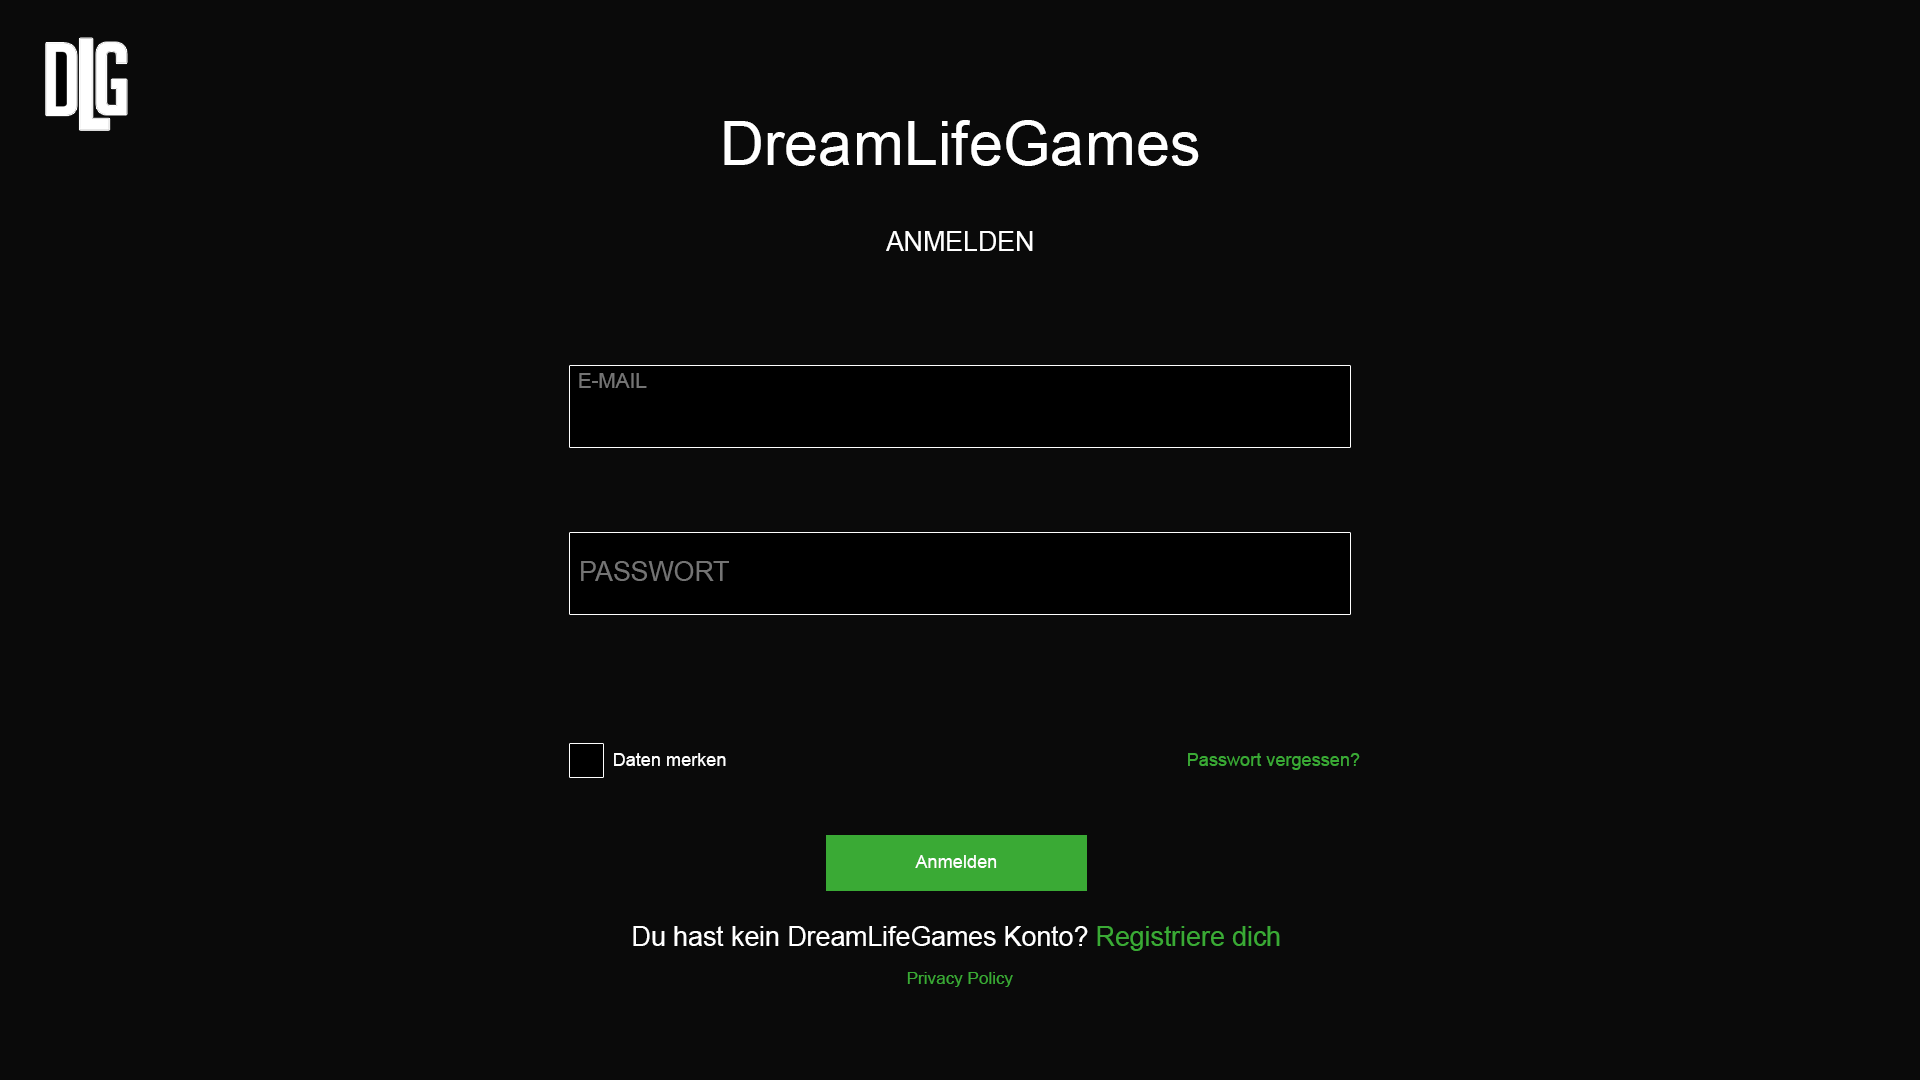 DLG
DreamLifeGames
ANMELDEN
E-MAIL
PASSWORT
Daten merken
Passwort vergessen?
Anmelden
Du hast kein DreamLifeGames Konto? Registriere dich
Privacy Policy